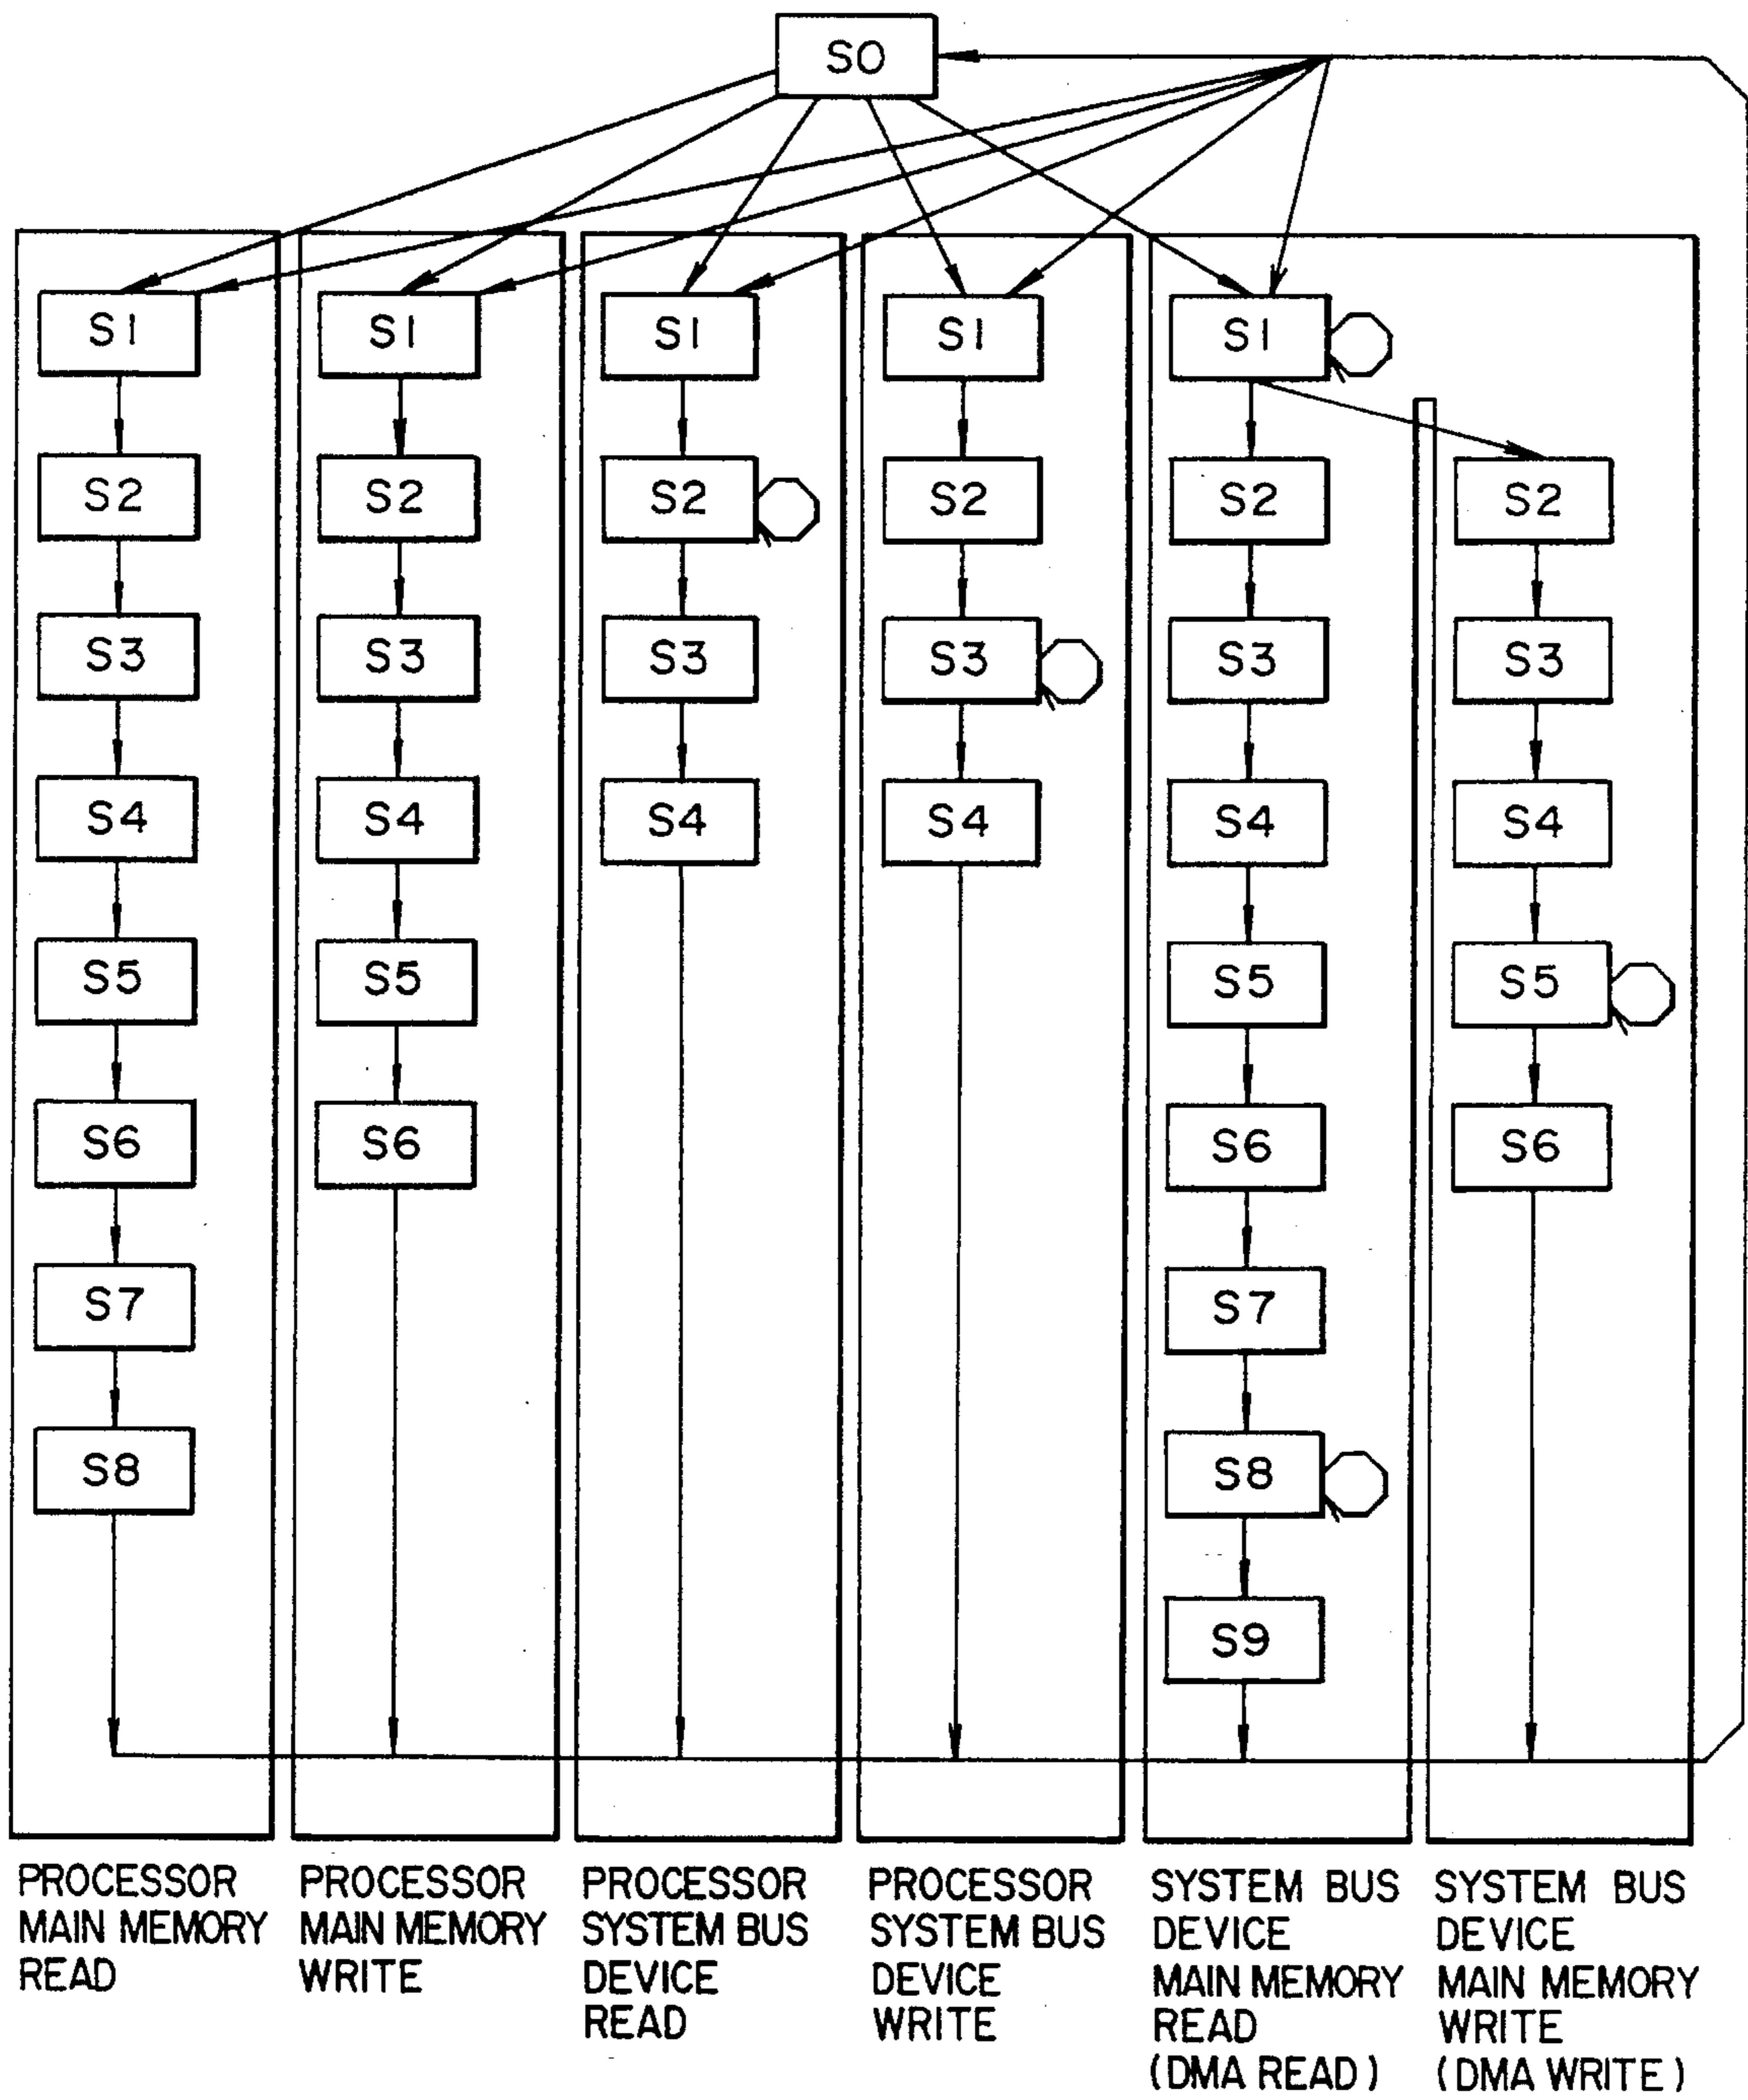 S0
S1 S1 S1 S1 S1
S2 S2 S2 S2 S2 S2
S3 S3 S3 S3 S3 S3
S4 S4 S4 S4 S4 S4
S5 S5 S5 S5
S6 S6 S6 S6
S7 S7
S8 S8
S9
PROCESSOR
MAIN MEMORY
READ
PROCESSOR
MAIN MEMORY
WRITE
PROCESSOR
SYSTEM BUS
DEVICE
READ
PROCESSOR
SYSTEM BUS
DEVICE
WRITE
SYSTEM BUS
DEVICE
MAIN MEMORY
READ
(DMA READ)
SYSTEM BUS
DEVICE
MAIN MEMORY
WRITE
(DMA WRITE)